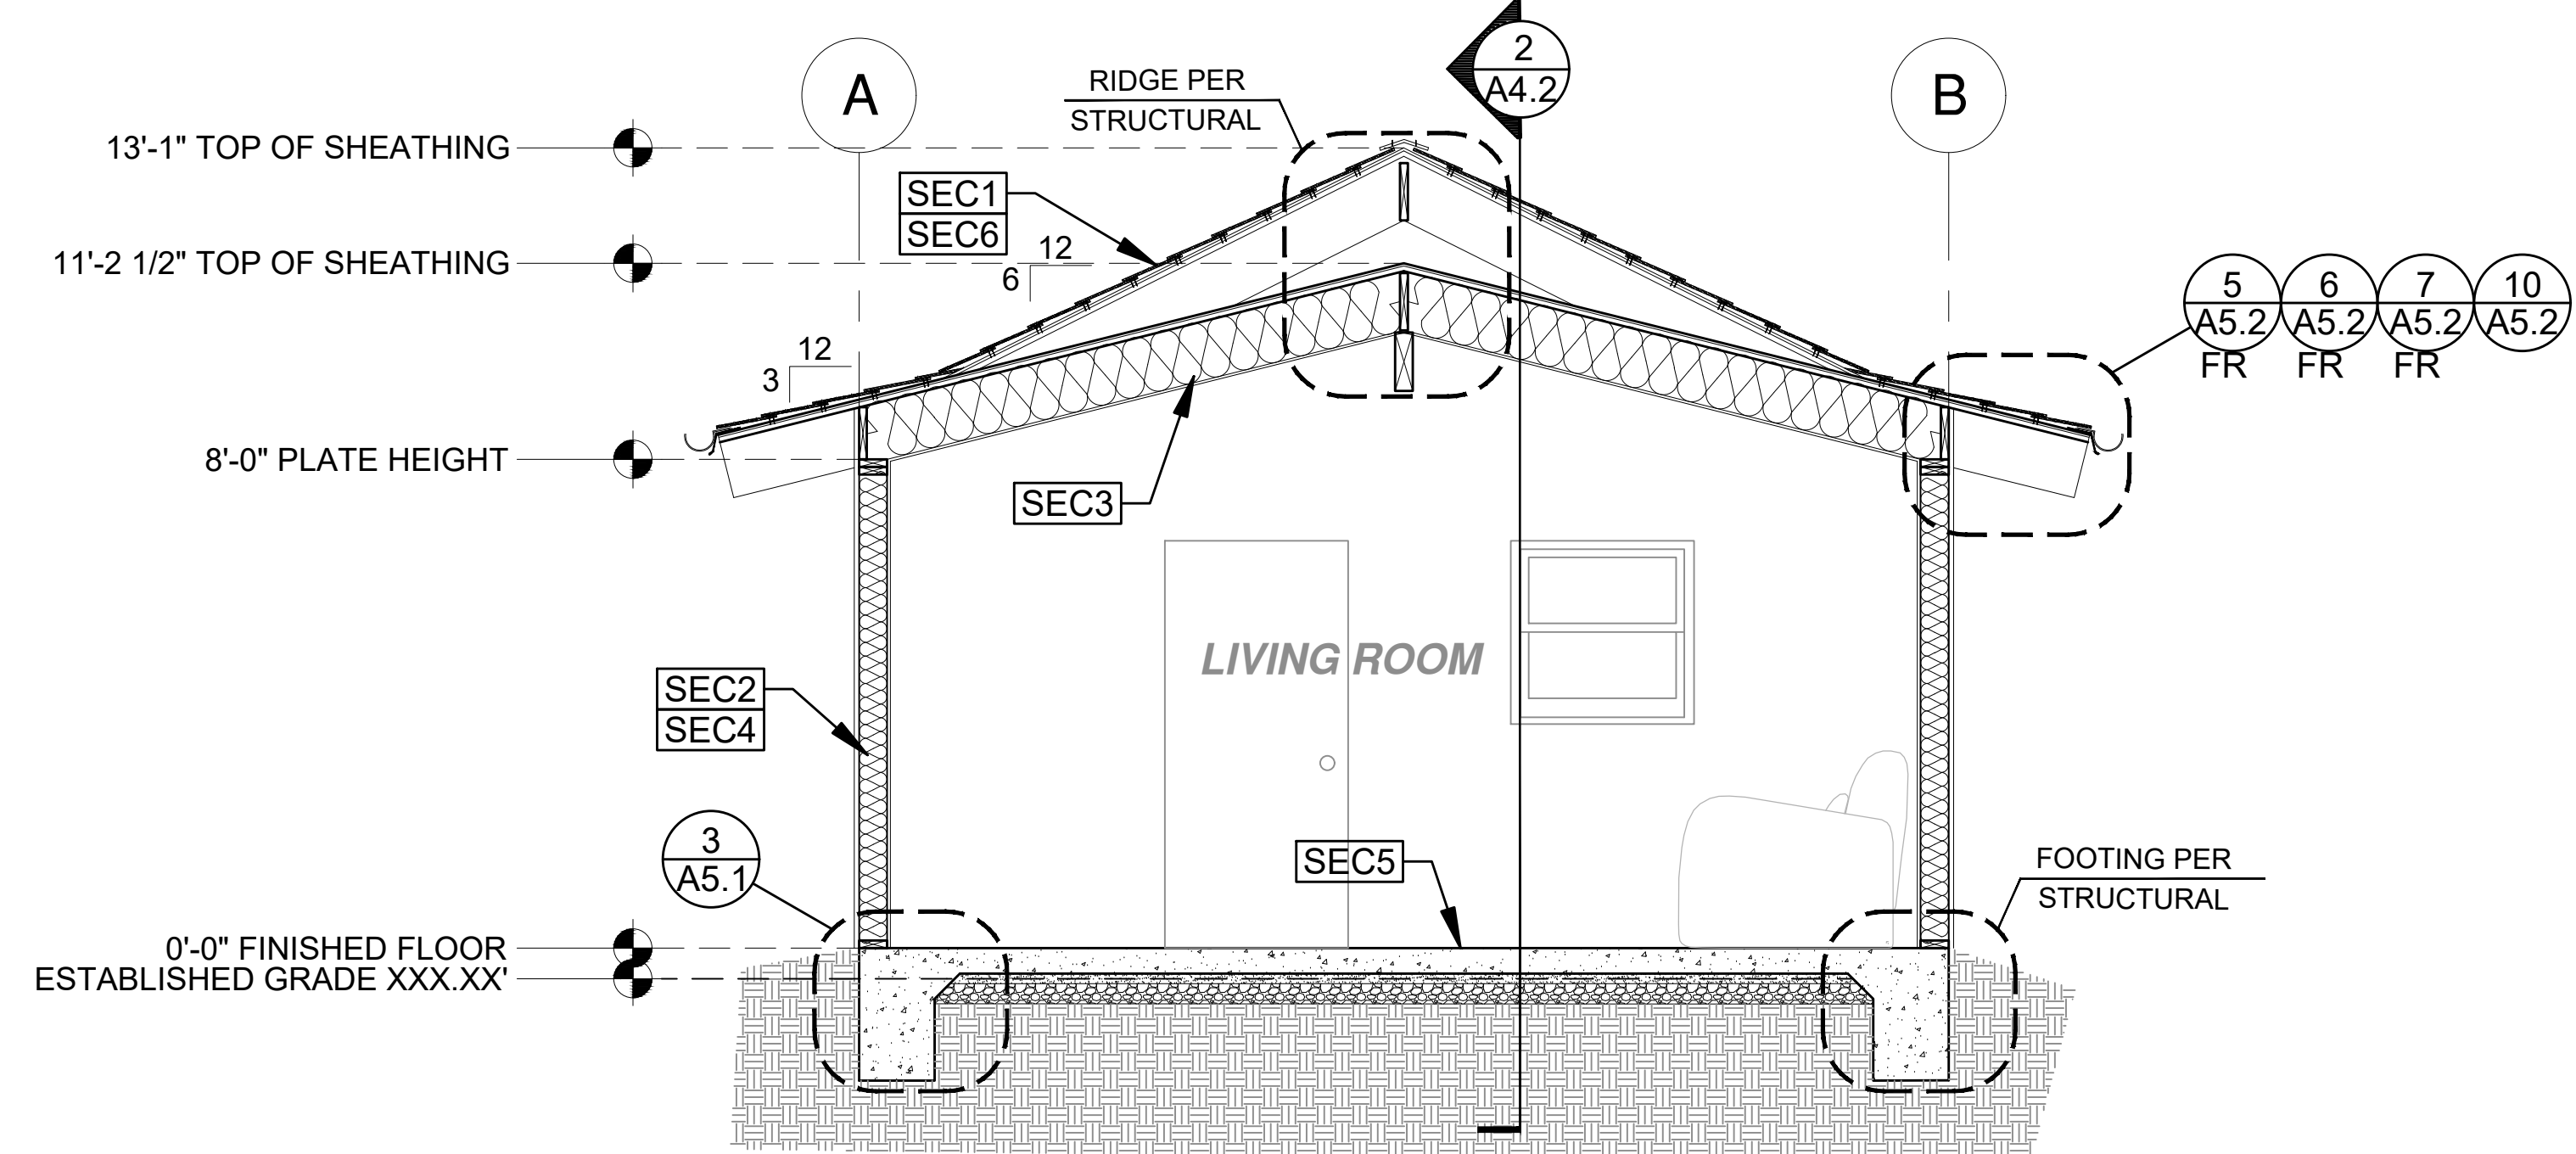 2
A4.2
A
B
RIDGE PER
STRUCTURAL
13'-1" TOP OF SHEATHING
SEC1
SEC6
12
6
11'-2 1/2" TOP OF SHEATHING
5
A5.2
FR
6
A5.2
FR
7
A5.2
FR
10
A5.2
12
3
8'-0" PLATE HEIGHT
SEC3
LIVING ROOM
SEC2
SEC4
3
A5.1
SEC5
FOOTING PER
STRUCTURAL
0'-0" FINISHED FLOOR
ESTABLISHED GRADE XXX.XX'